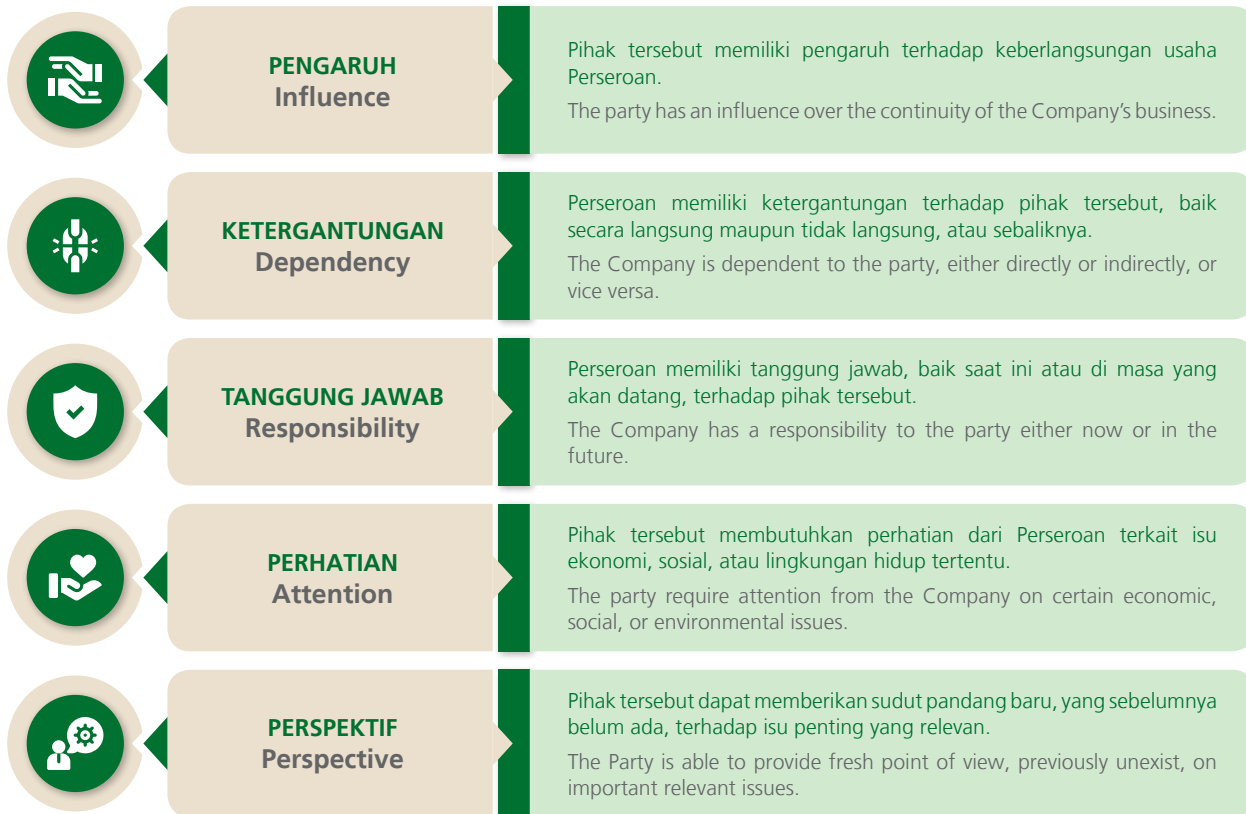 PENGARUH
Influence
Pihak tersebut memiliki pengaruh terhadap keberlangsungan usaha
Perseroan.
The party has an influence over the continuity of the Company's business.
KETERGANTUNGAN
Dependency
Perseroan memiliki ketergantungan terhadap pihak tersebut, baik
secara langsung maupun tidak langsung, atau sebaliknya.
The Company is dependent to the party, either directly or indirectly, or
vice versa.
TANGGUNG JAWAB
Responsibility
Perseroan memiliki tanggung jawab, baik saat ini atau di masa yang
akan datang, terhadap pihak tersebut.
The Company has a responsibility to the party either now or in the
future.
PERHATIAN
Attention
Pihak tersebut membutuhkan perhatian dari Perseroan terkait isu
ekonomi, sosial, atau lingkungan hidup tertentu.
The party require attention from the Company on certain economic,
social, or environmental issues.
PERSPEKTIF
Perspective
Pihak tersebut dapat memberikan sudut pandang baru, yang sebelumnya
belum ada, terhadap isu penting yang relevan.
The Party is able to provide fresh point of view, previously unexist, on
important relevant issues.